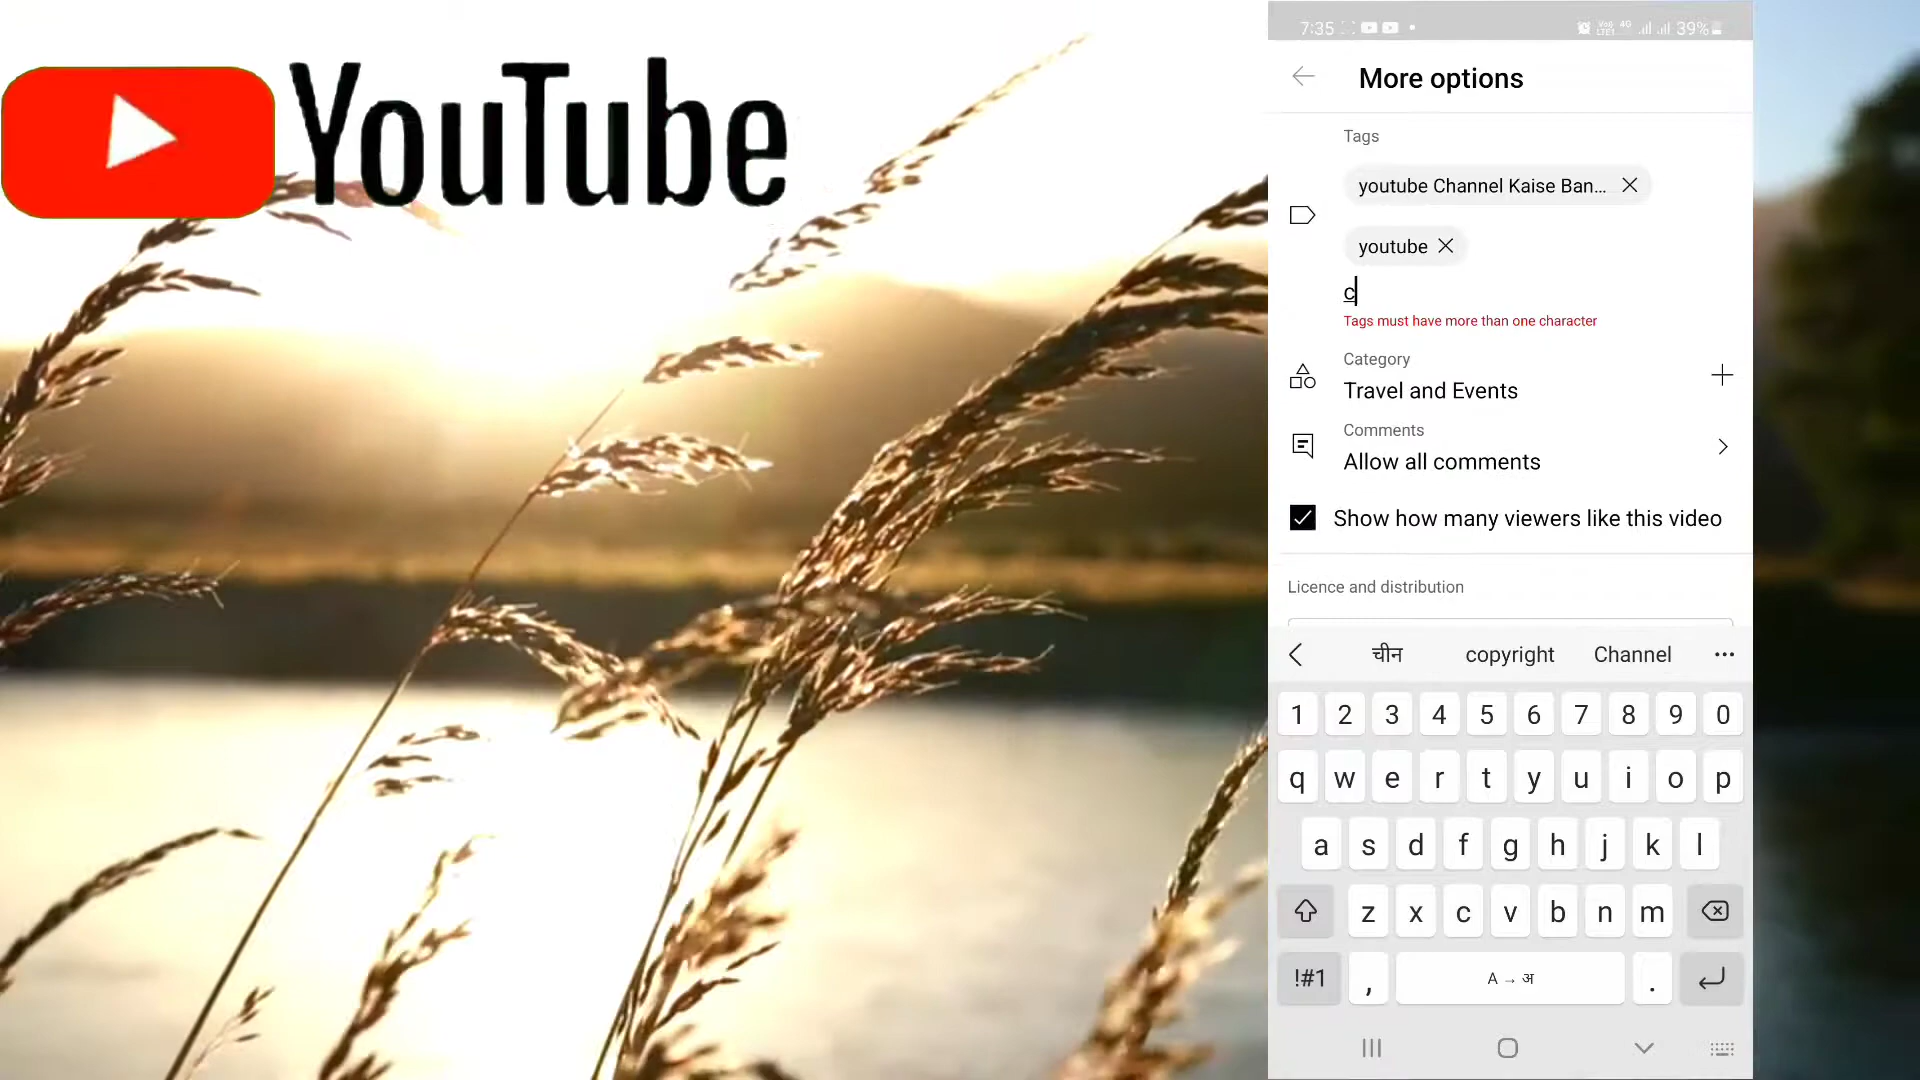 YouTube
7:35
VoLTE1 4G 39%
More options
Tags
youtube Channel Kaise Ban...
youtube
c
Tags must have more than one character
Category
Travel and Events
Comments
Allow all comments
Show how many viewers like this video
Licence and distribution
चीन copyright Channel
1 2 3 4 5 6 7 8 9 0
q w e r t y u i o p
a s d f g h j k l
z x c v b n m
!#1 , A → अ .